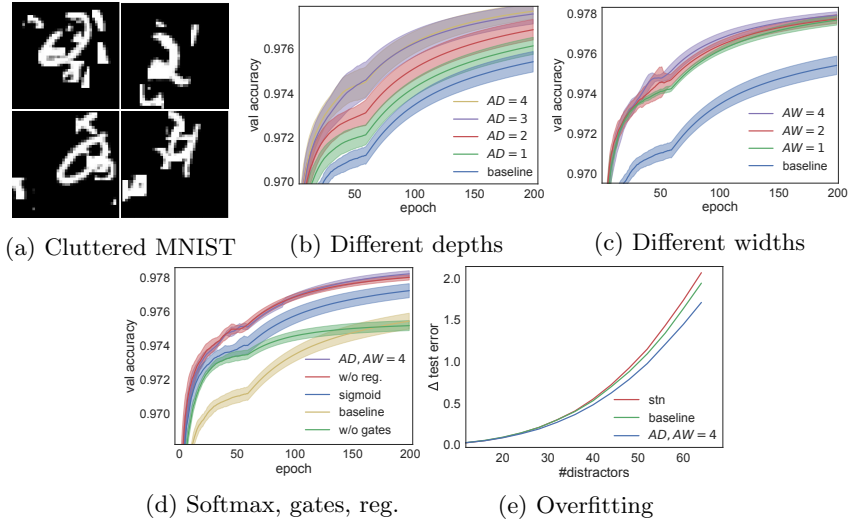 0.976
0.974
0.972
0.970
val accuracy
AD = 4
AD = 3
AD = 2
AD = 1
baseline
0 50 100 150 200
epoch
0.978
0.976
0.974
0.972
0.970
val accuracy
AW = 4
AW = 2
AW = 1
baseline
0 50 100 150 200
epoch
(a) Cluttered MNIST
(b) Different depths
(c) Different widths
0.978
0.976
0.974
0.972
0.970
val accuracy
AD, AW = 4
w/o reg.
sigmoid
baseline
w/o gates
0 50 100 150 200
epoch
2.0
1.5
1.0
0.5
0.0
Δ test error
stn
baseline
AD, AW = 4
20 30 40 50 60
#distractors
(d) Softmax, gates, reg.
(e) Overfitting